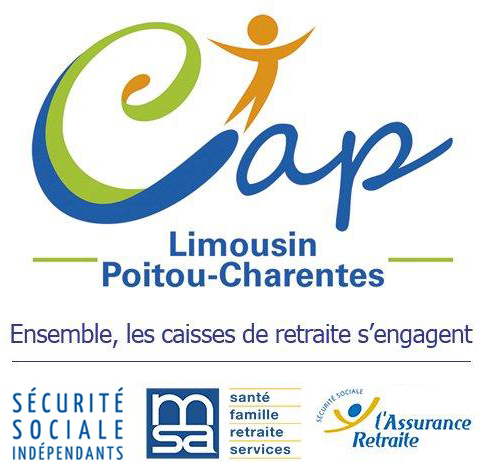 Cap
Limousin
Poitou-Charentes
Ensemble, les caisses de retraite s'engagent
SÉCURITÉ
SOCIALE
INDÉPENDANTS
msa
santé
famille
retraite
services
SÉCURITÉ SOCIALE
l'Assurance
Retraite